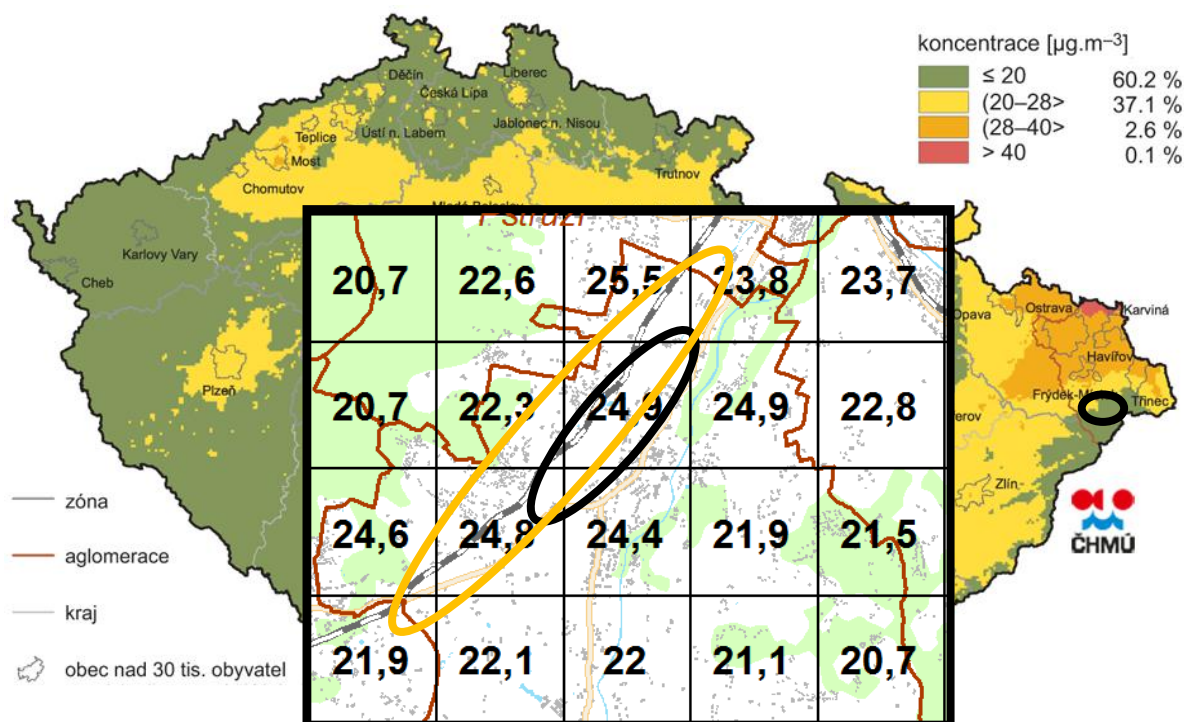 koncentrace [µg.m⁻³]
≤ 20 60.2 %
(20–28> 37.1 %
(28–40> 2.6 %
> 40 0.1 %
Děčín
Liberec
Česká Lípa
Teplice
Ústí n. Labem
Jablonec n. Nisou
Most
Trutnov
Chomutov
Karlovy Vary
Cheb
Plzeň
20,7 22,6 25,5 23,8 23,7
20,7 22,3 24,9 24,9 22,8
24,6 24,8 24,4 21,9 21,5
21,9 22,1 22 21,1 20,7
Opava
Ostrava
Karviná
Havířov
Třinec
Zlín
ČHMÚ
zóna
aglomerace
kraj
obec nad 30 tis. obyvatel